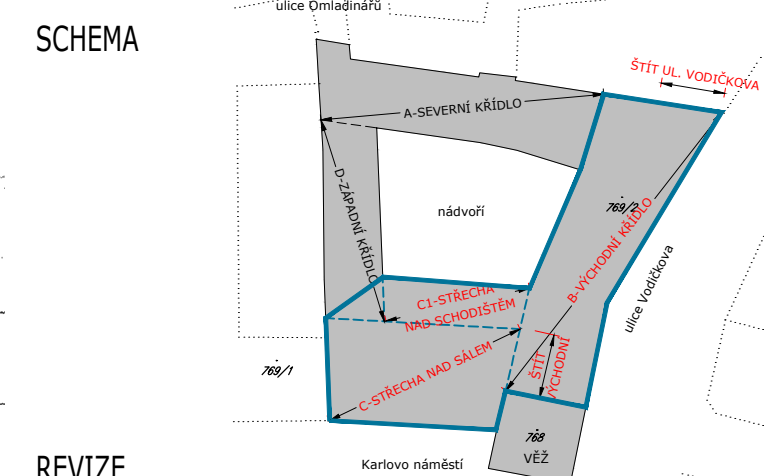 ulice Omladinářů
SCHEMA
ŠTÍT UL. VODIČKOVA
A-SEVERNÍ KŘÍDLO
D-ZÁPADNÍ KŘÍDLO
nádvoří
769/2
B-VÝCHODNÍ KŘÍDLO
ulice Vodičkova
C1-STŘECHA
NAD SCHODIŠTĚM
C-STŘECHA NAD SÁLEM
ŠTÍT
VÝCHODNÍ
769/1
768
VĚŽ
Karlovo náměstí
REVIZE